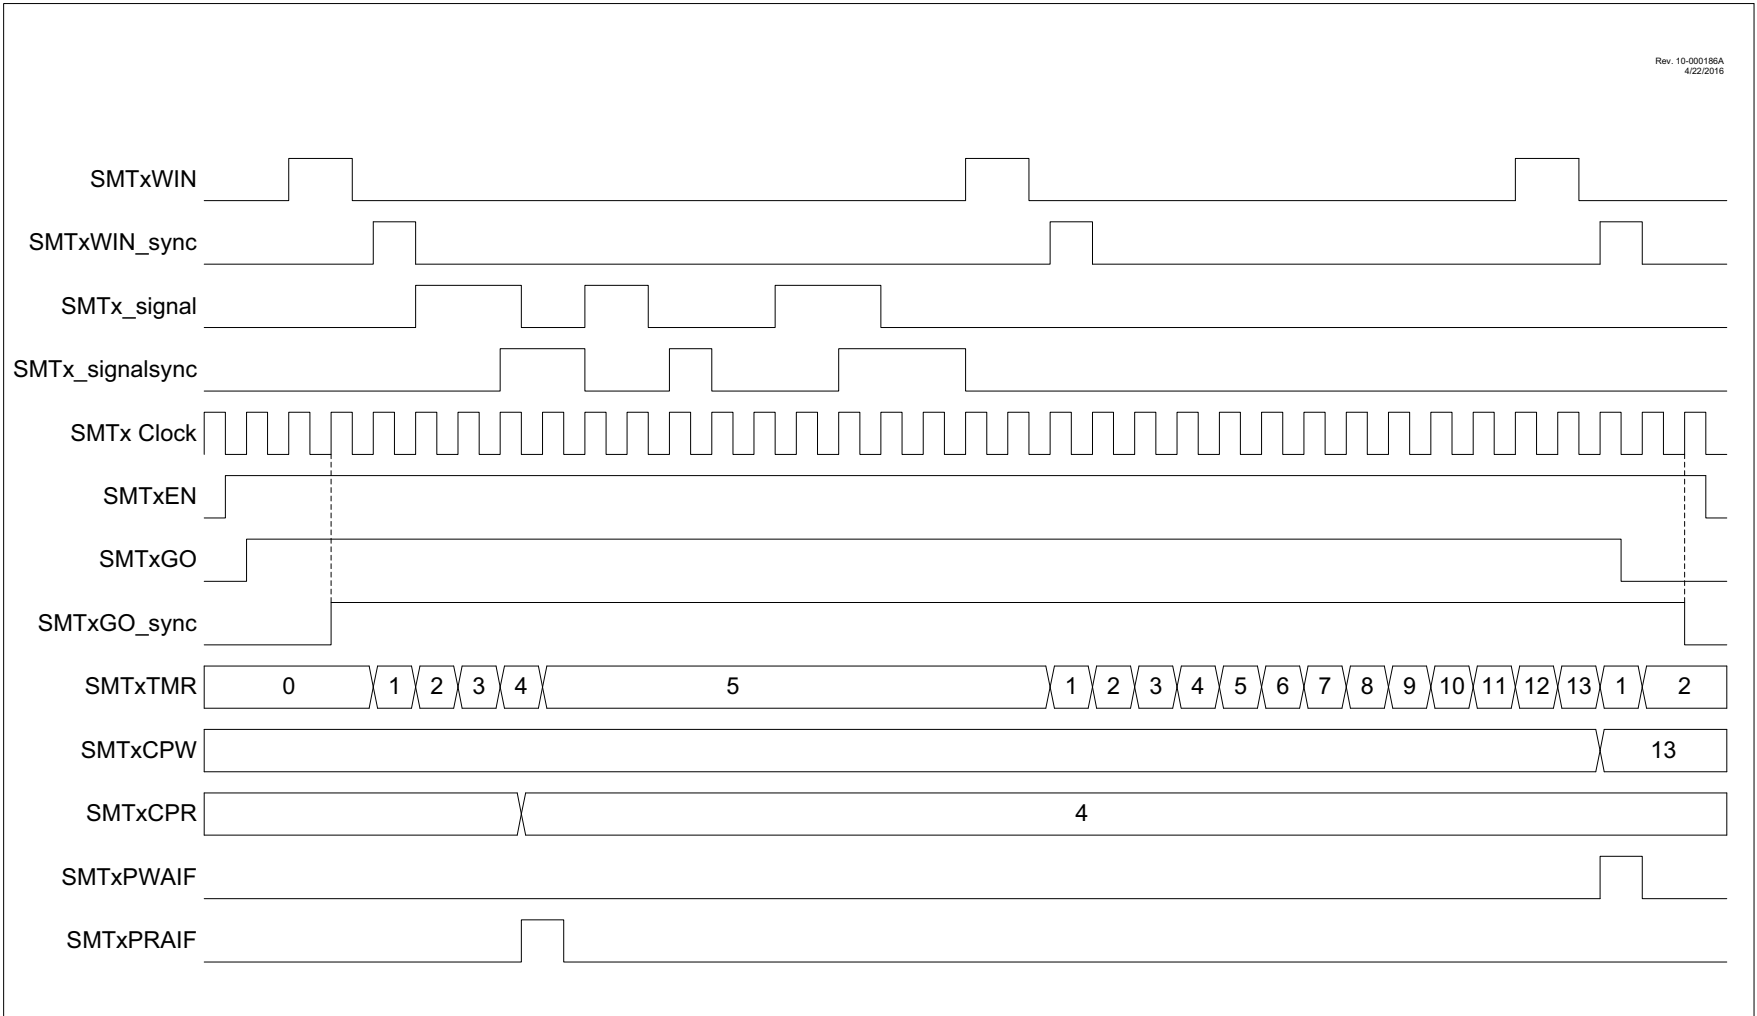 Rev. 10-000186A
4/22/2016
SMTxWIN
SMTxWIN_sync
SMTx_signal
SMTx_signalsync
SMTx Clock
SMTxEN
SMTxGO
SMTxGO_sync
SMTxTMR 0 1 2 3 4 5 1 2 3 4 5 6 7 8 9 10 11 12 13 1 2
SMTxCPW 13
SMTxCPR 4
SMTxPWAIF
SMTxPRAIF